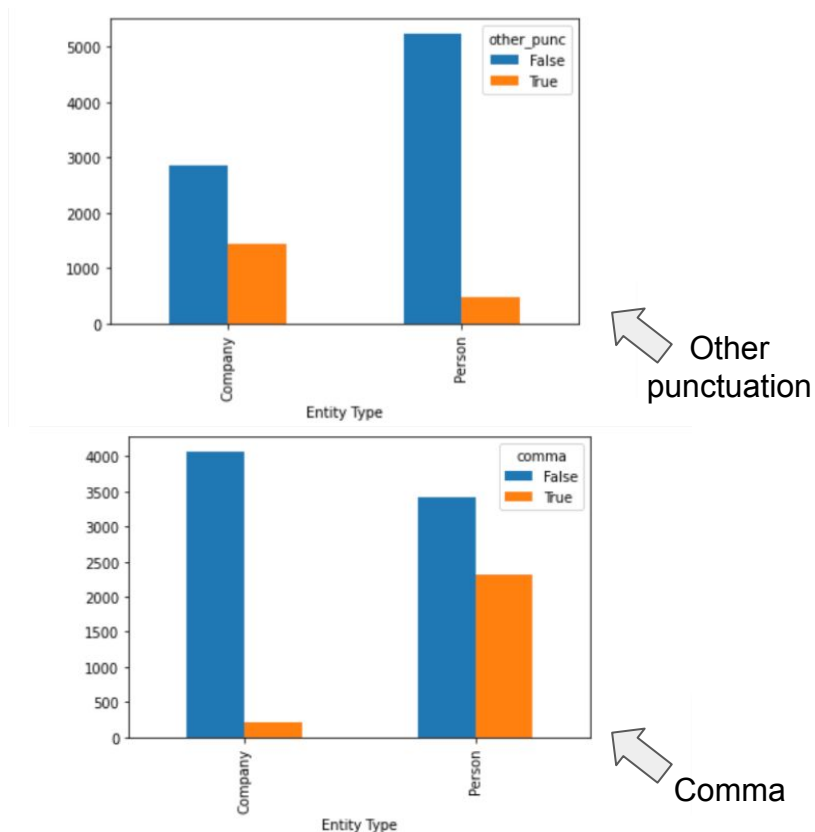 other_punc
False
True
5000
4000
3000
2000
1000
0
Company
Person
Entity Type
Other
punctuation
comma
False
True
4000
3500
3000
2500
2000
1500
1000
500
0
Company
Person
Entity Type
Comma